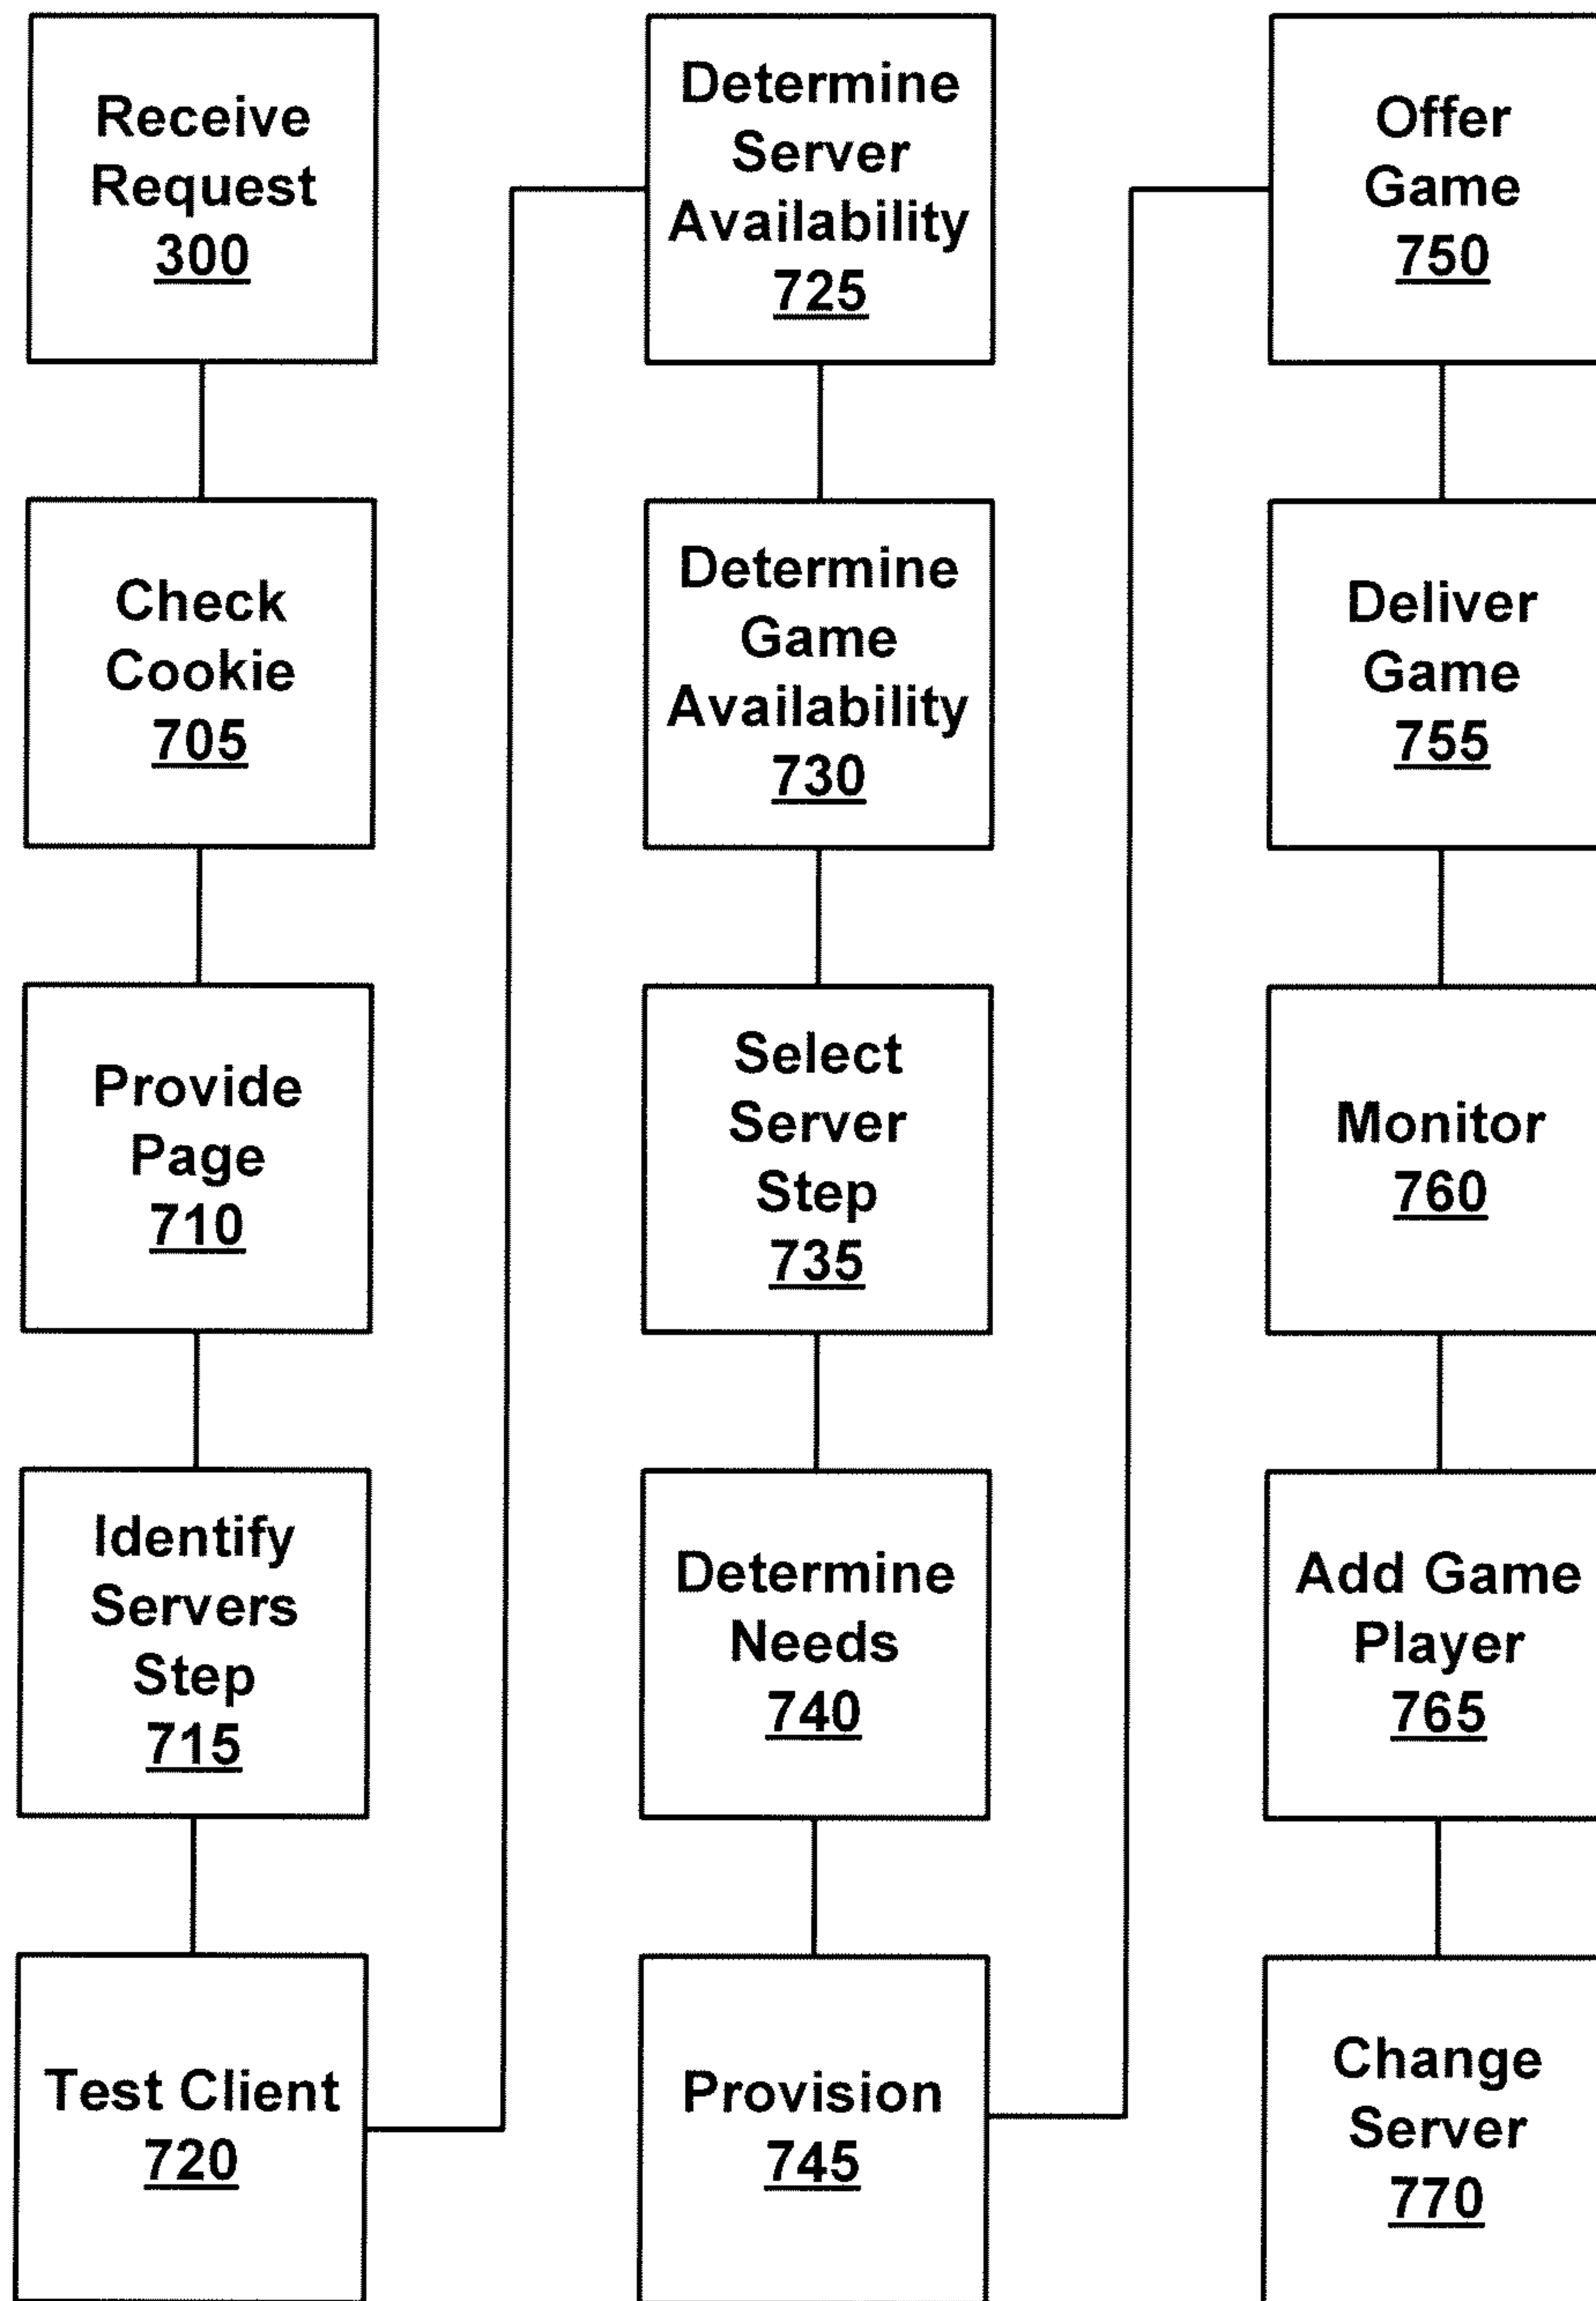 Receive
Request
300
Check
Cookie
705
Provide
Page
710
Identify
Servers
Step
715
Test Client
720
Determine
Server
Availability
725
Determine
Game
Availability
730
Select
Server
Step
735
Determine
Needs
740
Provision
745
Offer
Game
750
Deliver
Game
755
Monitor
760
Add Game
Player
765
Change
Server
770